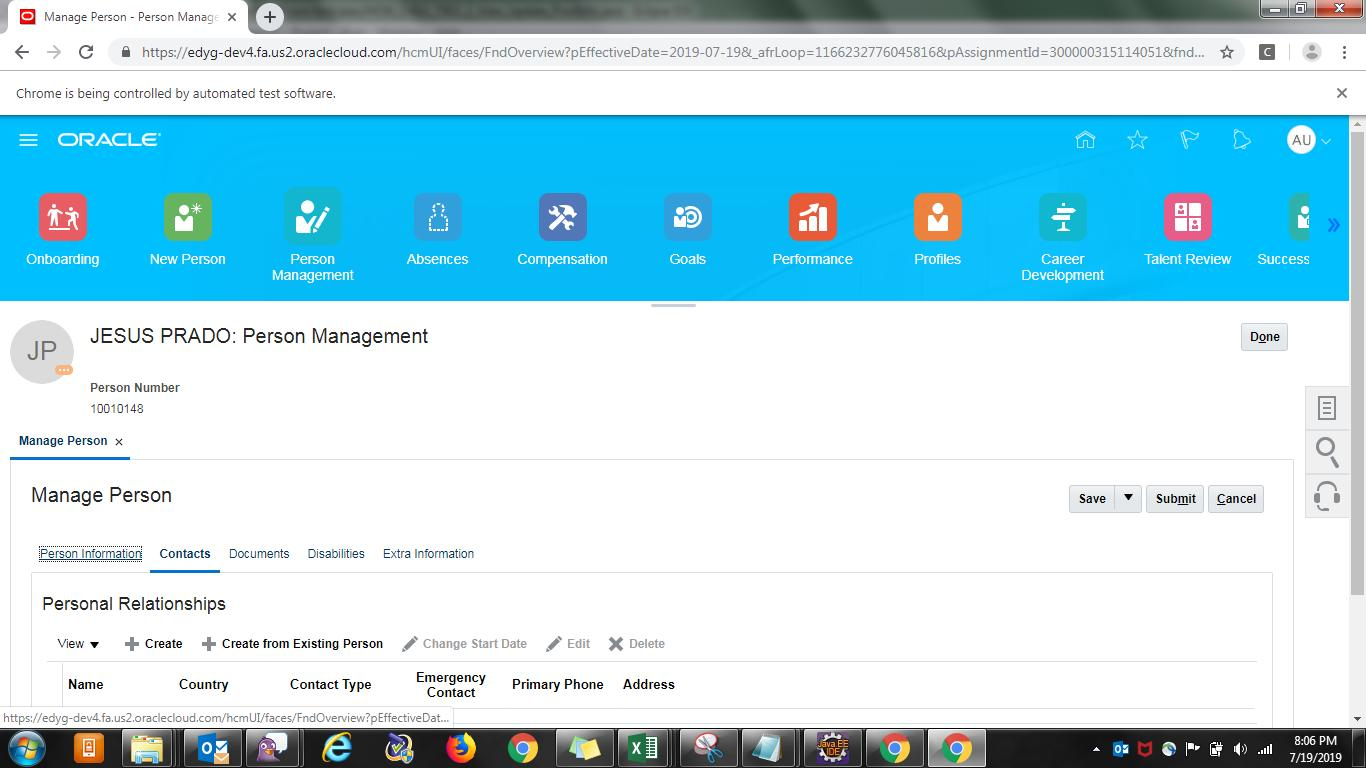 Manage Person - Person Manage
https://edyg-dev4.fa.us2.oraclecloud.com/hcmUI/faces/FndOverview?pEffectiveDate=2019-07-19&_afrLoop=1166232776045816&pAssignmentId=300000315114051&fnd...
C
Chrome is being controlled by automated test software.
ORACLE
AU
Onboarding
New Person
Person Management
Absences
Compensation
Goals
Performance
Profiles
Career Development
Talent Review
Success
JP
JESUS PRADO: Person Management
Done
Person Number
10010148
Manage Person
Manage Person
Save
Submit
Cancel
Person Information Contacts Documents Disabilities Extra Information
Personal Relationships
View Create Create from Existing Person Change Start Date Edit Delete
Name Country Contact Type Emergency Contact Primary Phone Address
https://edyg-dev4.fa.us2.oraclecloud.com/hcmUI/faces/FndOverview?pEffectiveDat...
Java EE
IDE
8:06 PM
7/19/2019